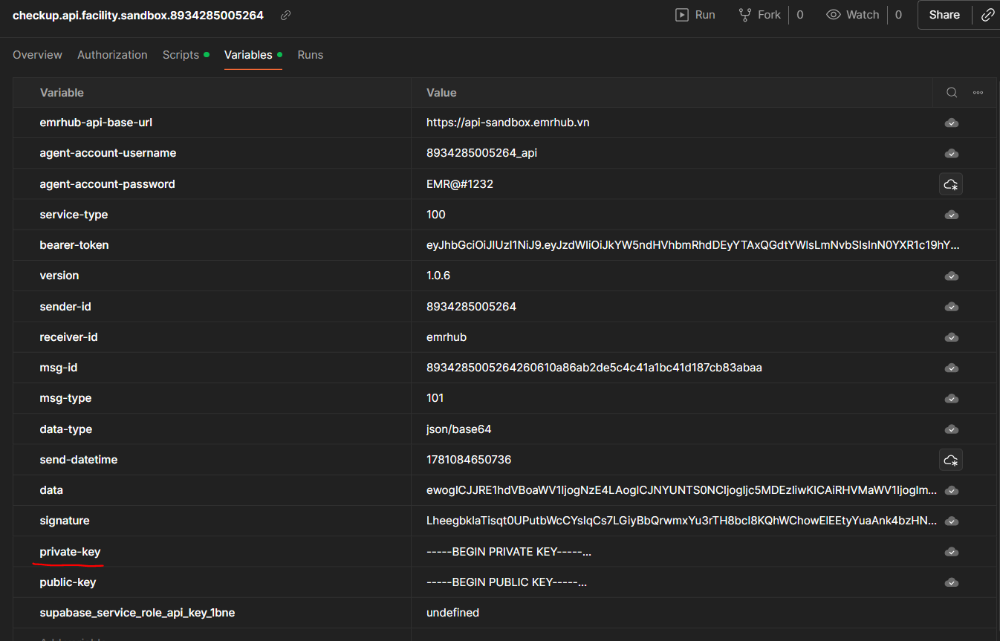 checkup.api.facility.sandbox.8934285005264 Run Fork 0 Watch 0 Share
Overview Authorization Scripts Variables Runs
Variable Value
emrhub-api-base-url https://api-sandbox.emrhub.vn
agent-account-username 8934285005264_api
agent-account-password EMR@#1232
service-type 100
bearer-token eyJhbGciOiJIUzI1NiJ9.eyJzdWIiOiJkYW5ndHVhbmRhdDEyYTAxQGdtYWlsLmNvbSIsInN0YXR1c19hY...
version 1.0.6
sender-id 8934285005264
receiver-id emrhub
msg-id 8934285005264260610a86ab2de5c4c41a1bc41d187cb83abaa
msg-type 101
data-type json/base64
send-datetime 1781084650736
data ewogICJJRE1hdVBoaWV1IjogNzE4LAogICJNYUNTS0NCIjogIjc5MDEzIiwKICAiRHVMaWV1IjogIm...
signature LheegbklaTisqt0UPutbWcCYsIqCs7LGiyBbQrwmxYu3rTH8bcI8KQhWChowElEEtyYuaAnk4bzHN...
private-key -----BEGIN PRIVATE KEY-----...
public-key -----BEGIN PUBLIC KEY-----...
supabase_service_role_api_key_1bne undefined